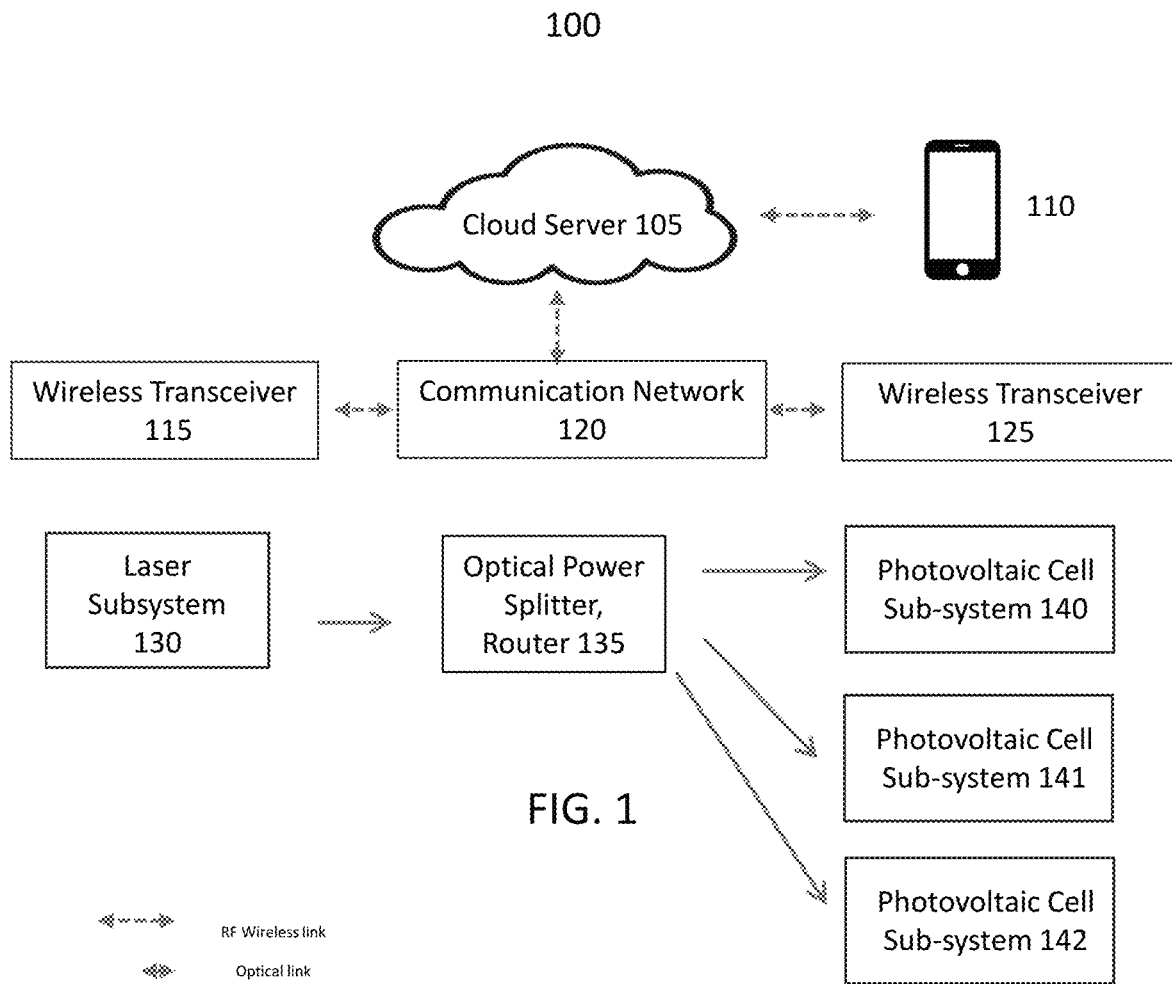 100
Cloud Server 105
110
Wireless Transceiver
115
Communication Network
120
Wireless Transceiver
125
Laser
Subsystem
130
Optical Power
Splitter,
Router 135
Photovoltaic Cell
Sub-system 140
Photovoltaic Cell
Sub-system 141
Photovoltaic Cell
Sub-system 142
FIG. 1
RF Wireless link
Optical link